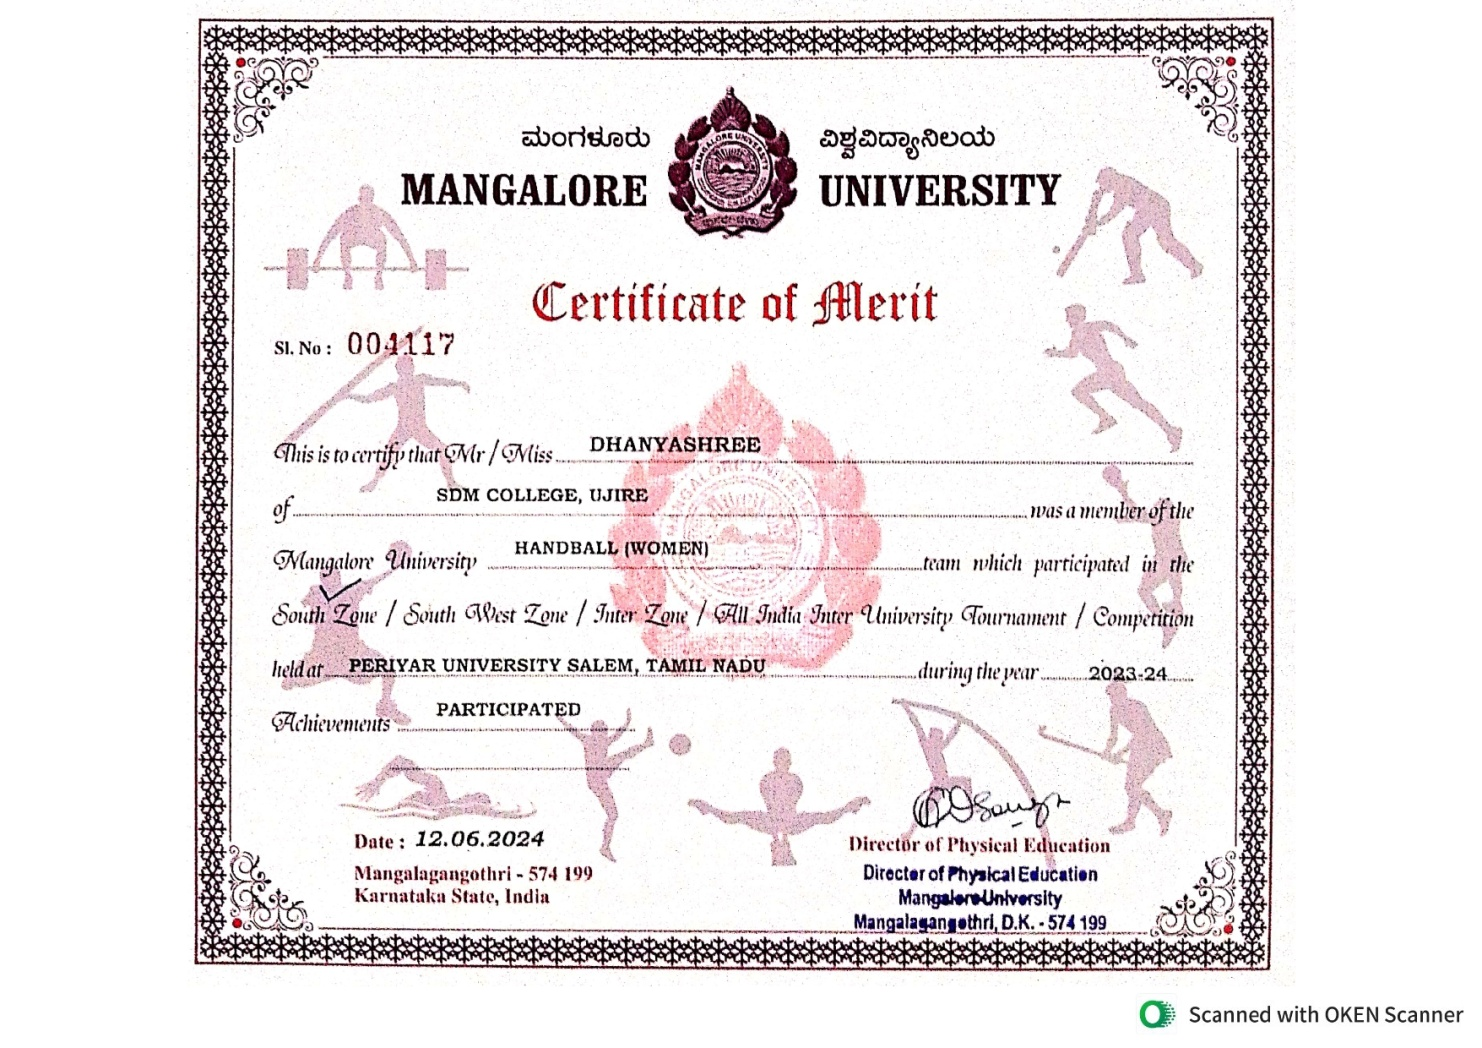 ಮಂಗಳೂರು ವಿಶ್ವವಿದ್ಯಾನಿಲಯ
MANGALORE UNIVERSITY
MANGALORE UNIVERSITY
Certificate of Merit
Sl. No : 004117
This is to certify that Mr / Miss DHANYASHREE
of SDM COLLEGE, UJIRE was a member of the
Mangalore University HANDBALL (WOMEN) team which participated in the
South Zone / South West Zone / Inter Zone / All India Inter University Tournament / Competition
held at PERIYAR UNIVERSITY SALEM, TAMIL NADU during the year 2023-24
Achievements PARTICIPATED
Date : 12.06.2024
Mangalagangothri - 574 199
Karnataka State, India
Director of Physical Education
Director of Physical Education
Mangalore University
Mangalagangothri, D.K. - 574 199
Scanned with OKEN Scanner